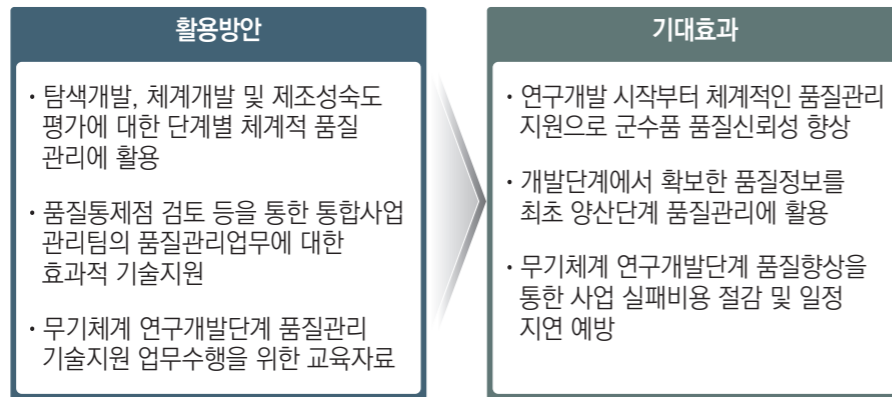 활용방안
· 탐색개발, 체계개발 및 제조성숙도
평가에 대한 단계별 체계적 품질
관리에 활용
· 품질통제점 검토 등을 통한 통합사업
관리팀의 품질관리업무에 대한
효과적 기술지원
· 무기체계 연구개발단계 품질관리
기술지원 업무수행을 위한 교육자료
기대효과
· 연구개발 시작부터 체계적인 품질관리
지원으로 군수품 품질신뢰성 향상
· 개발단계에서 확보한 품질정보를
최초 양산단계 품질관리에 활용
· 무기체계 연구개발단계 품질향상을
통한 사업 실패비용 절감 및 일정
지연 예방